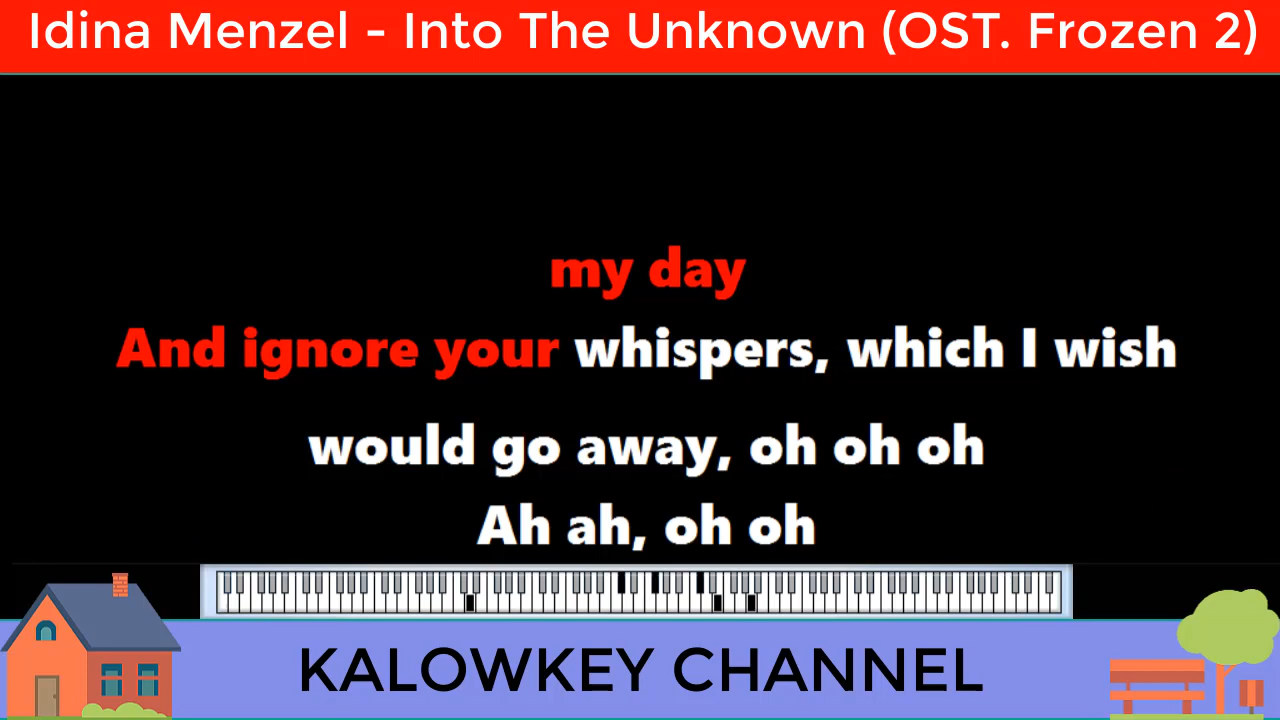 Idina Menzel - Into The Unknown (OST. Frozen 2)
my day
And ignore your whispers, which I wish
would go away, oh oh oh
Ah ah, oh oh
KALOWKEY CHANNEL